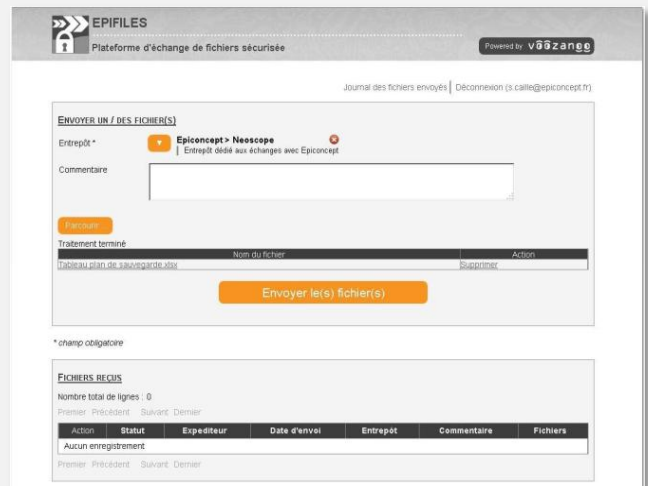 EPIFILES
Plateforme d'échange de fichiers sécurisée
Powered by voozanoo
Journal des fichiers envoyés | Déconnexion (s.caille@epiconcept.fr)
ENVOYER UN / DES FICHIER(S)
Entrepôt * Epiconcept > Neoscope
Entrepôt dédié aux échanges avec Epiconcept
Commentaire
Parcourir
Traitement terminé
Nom du fichier Action
Tableau plan de sauvegarde.xlsx Supprimer
Envoyer le(s) fichier(s)
* champ obligatoire
FICHIERS REÇUS
Nombre total de lignes : 0
Premier Précédent Suivant Dernier
Action Statut Expediteur Date d'envoi Entrepôt Commentaire Fichiers
Aucun enregistrement
Premier Précédent Suivant Dernier